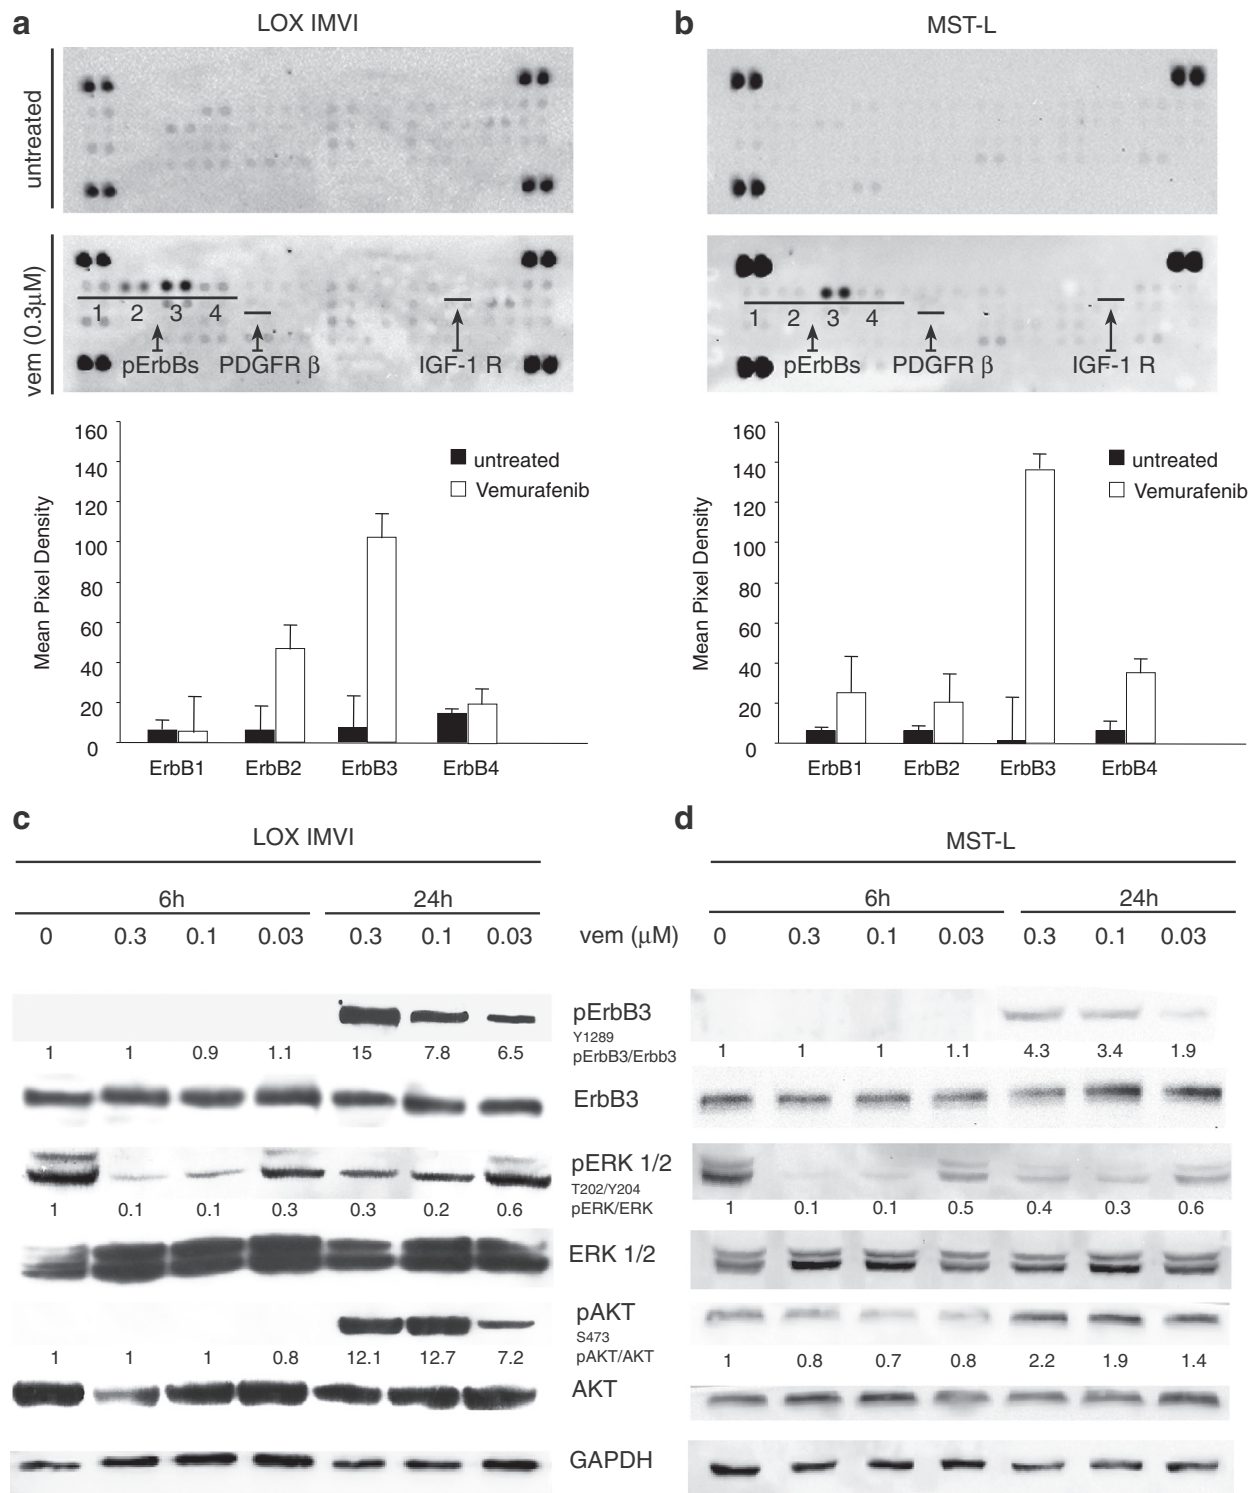 a
LOX IMVI
untreated
vem (0.3µM)
1 2 3 4
pErbBs PDGFR β IGF-1 R
160
140
120
100
80
60
40
20
0
Mean Pixel Density
untreated
Vemurafenib
ErbB1 ErbB2 ErbB3 ErbB4
b
MST-L
1 2 3 4
pErbBs PDGFR β IGF-1 R
160
140
120
100
80
60
40
20
0
Mean Pixel Density
untreated
Vemurafenib
ErbB1 ErbB2 ErbB3 ErbB4
c
LOX IMVI
6h 24h
0 0.3 0.1 0.03 0.3 0.1 0.03
vem (µM)
d
MST-L
6h 24h
0 0.3 0.1 0.03 0.3 0.1 0.03
pErbB3
Y1289
1 1 0.9 1.1 15 7.8 6.5 pErbB3/Erbb3 1 1 1 1.1 4.3 3.4 1.9
ErbB3
pERK 1/2
T202/Y204
1 0.1 0.1 0.3 0.3 0.2 0.6 pERK/ERK 1 0.1 0.1 0.5 0.4 0.3 0.6
ERK 1/2
pAKT
S473
1 1 1 0.8 12.1 12.7 7.2 pAKT/AKT 1 0.8 0.7 0.8 2.2 1.9 1.4
AKT
GAPDH